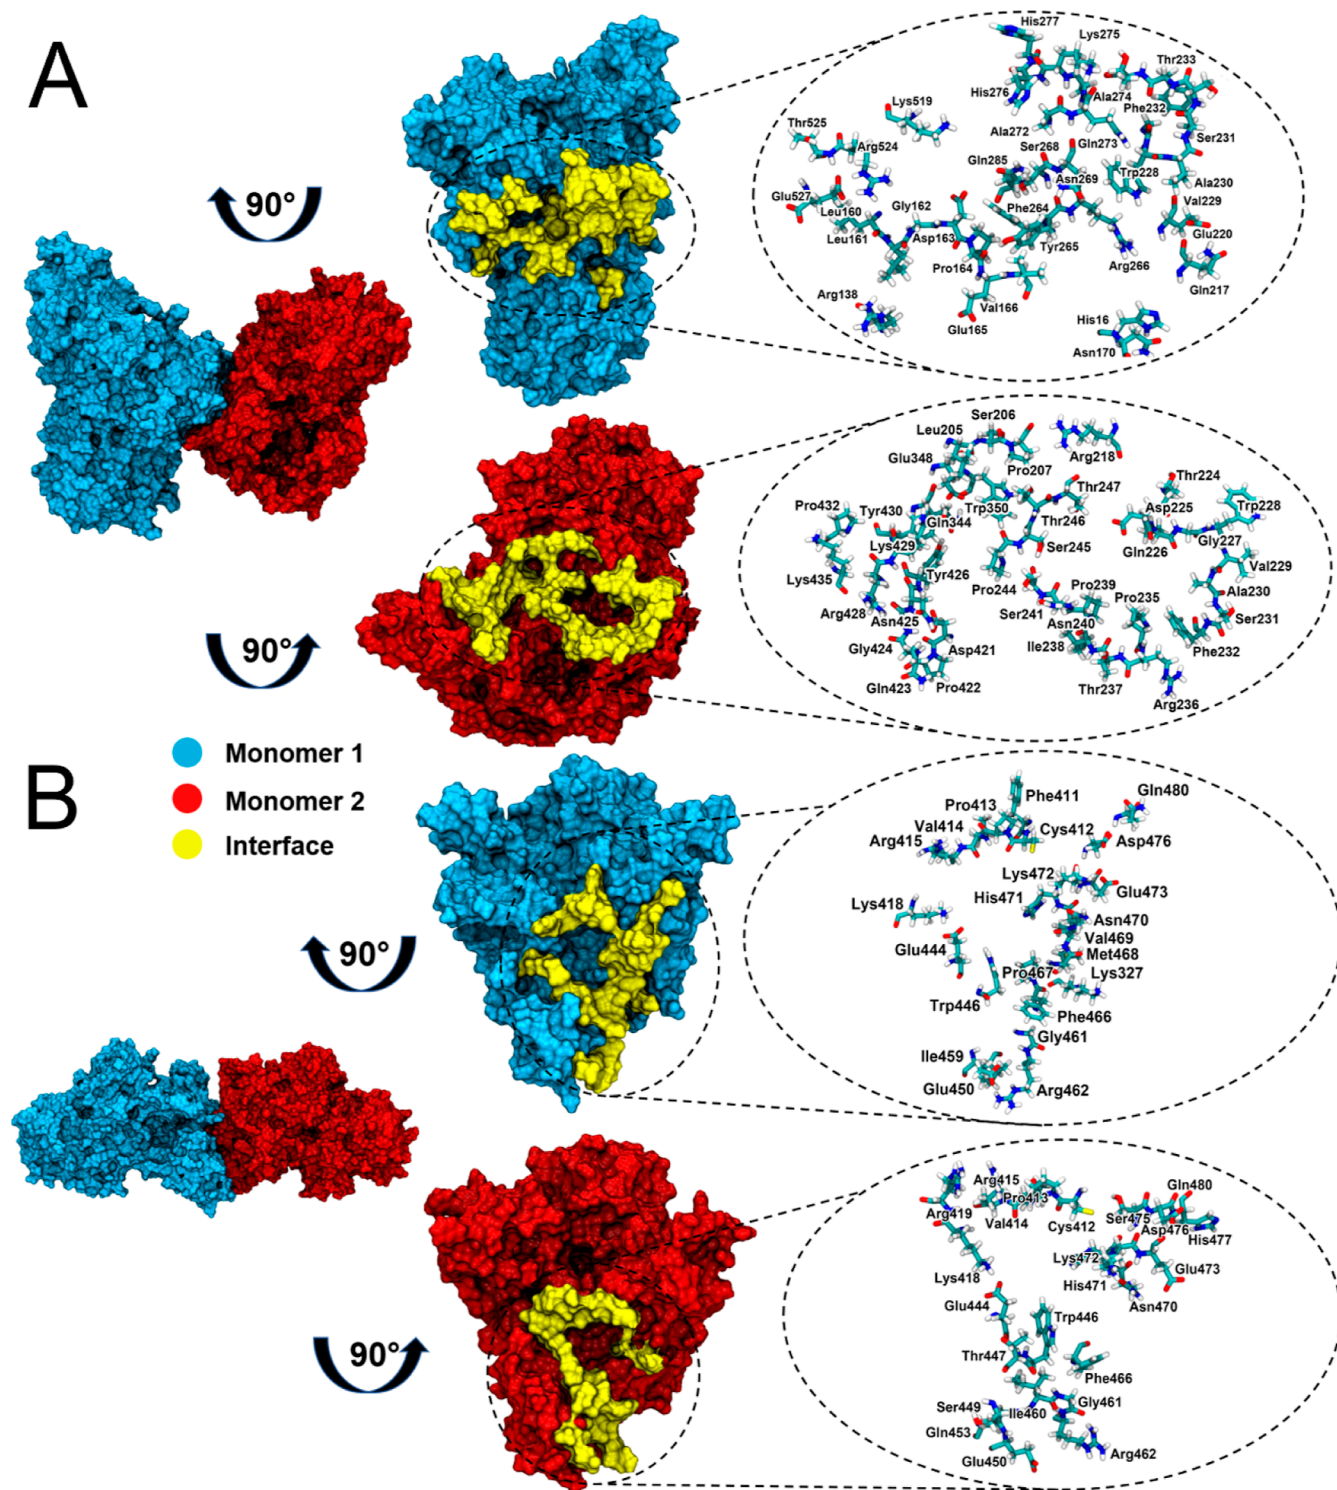 A
90°
His277
Lys275
Thr233
His276
Ala274
Phe232
Lys519
Thr525
Ala272
Gln273
Ser231
Arg524
Ser268
Gln285
Asn269
Trp228
Ala230
Glu527
Leu160
Gly162
Phe264
Val229
Leu161
Asp163
Tyr265
Glu220
Pro164
Arg266
Gln217
Arg138
Val166
Glu165
His16
Asn170
90°
Ser206
Leu205
Arg218
Glu348
Pro207
Thr247
Thr224
Pro432
Tyr430
Gln344
Trp350
Asp225
Trp228
Thr246
Lys429
Ser245
Gln226
Gly227
Val229
Lys435
Tyr426
Pro244
Pro239
Pro235
Ala230
Arg428
Asn425
Ser241
Asn240
Ser231
Gly424
Asp421
Ile238
Phe232
Gln423
Pro422
Thr237
Arg236
Monomer 1
Monomer 2
Interface
B
90°
Phe411
Gln480
Pro413
Val414
Cys412
Arg415
Asp476
Lys472
Glu473
His471
Lys418
Asn470
Glu444
Val469
Met468
Pro467
Lys327
Trp446
Phe466
Gly461
Ile459
Glu450
Arg462
90°
Arg415
Gln480
Pro413
Arg419
Val414
Cys412
Ser475
Asp476
His477
Lys472
Glu473
Lys418
His471
Asn470
Glu444
Trp446
Thr447
Phe466
Ser449
Ile460
Gly461
Gln453
Arg462
Glu450